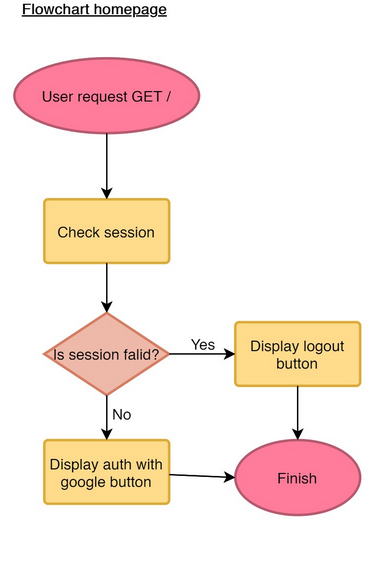 Flowchart homepage
User request GET /
Check session
Is session falid?
Yes
Display logout
button
No
Display auth with
google button
Finish